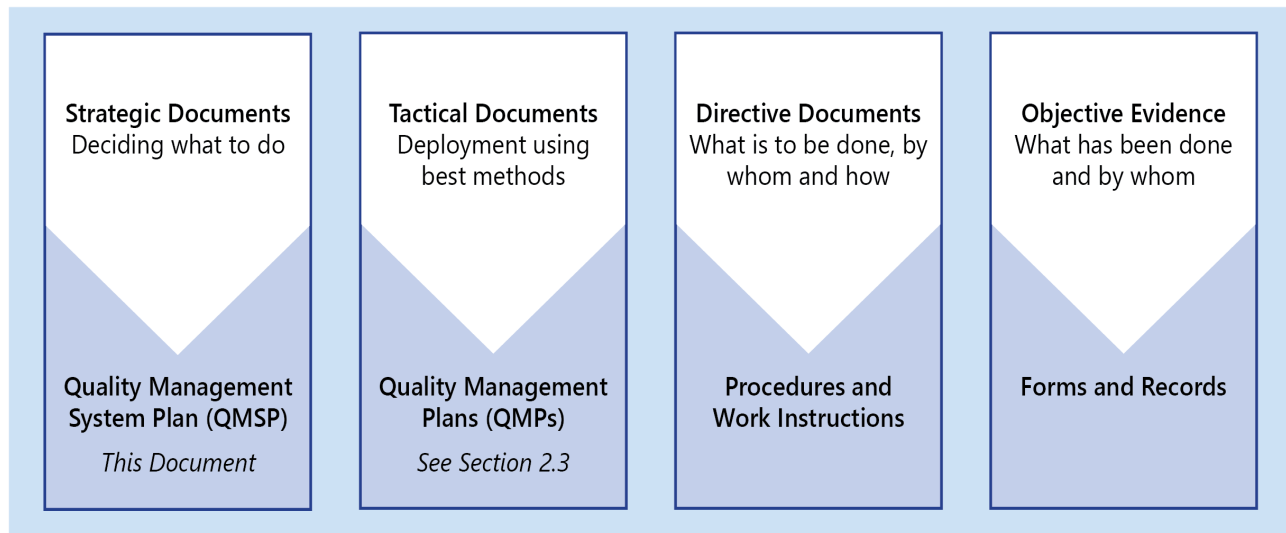 Strategic Documents
Deciding what to do
Quality Management
System Plan (QMSP)
This Document
Tactical Documents
Deployment using
best methods
Quality Management
Plans (QMPs)
See Section 2.3
Directive Documents
What is to be done, by
whom and how
Procedures and
Work Instructions
Objective Evidence
What has been done
and by whom
Forms and Records